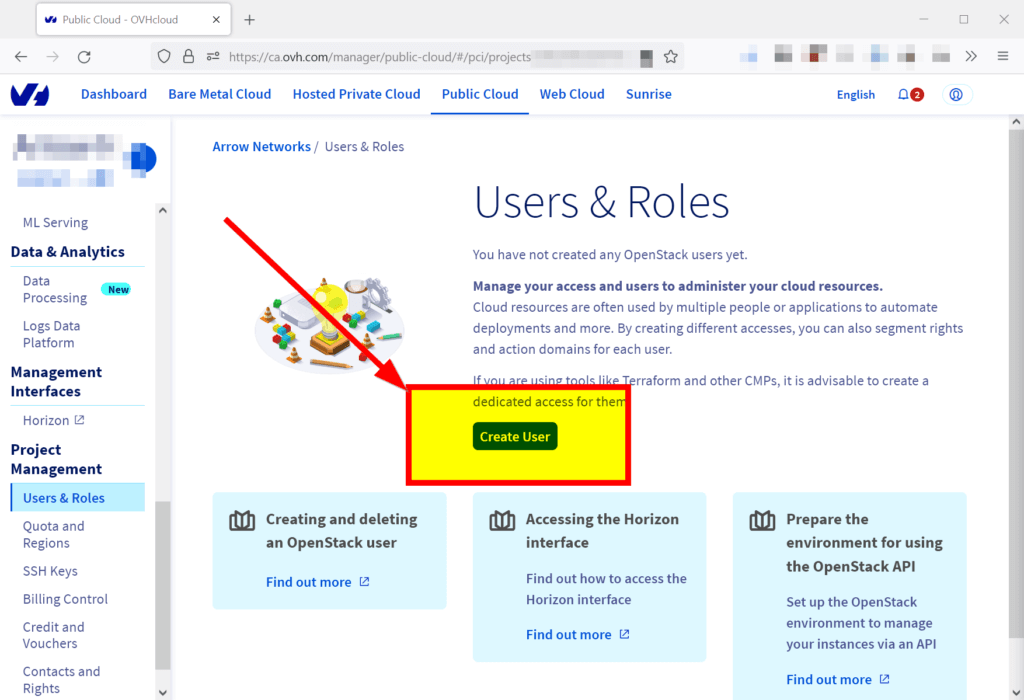 Public Cloud - OVHcloud
https://ca.ovh.com/manager/public-cloud/#/pci/projects
Dashboard
Bare Metal Cloud
Hosted Private Cloud
Public Cloud
Web Cloud
Sunrise
English
2
ML Serving
Data & Analytics
Data
Processing
New
Logs Data
Platform
Management
Interfaces
Horizon
Project
Management
Users & Roles
Quota and
Regions
SSH Keys
Billing Control
Credit and
Vouchers
Contacts and
Rights
Arrow Networks / Users & Roles
Users & Roles
You have not created any OpenStack users yet.
Manage your access and users to administer your cloud resources.
Cloud resources are often used by multiple people or applications to automate
deployments and more. By creating different accesses, you can also segment rights
and action domains for each user.
If you are using tools like Terraform and other CMPs, it is advisable to create a
dedicated access for them
Create User
Creating and deleting
an OpenStack user
Find out more
Accessing the Horizon
interface
Find out how to access the
Horizon interface
Find out more
Prepare the
environment for using
the OpenStack API
Set up the OpenStack
environment to manage
your instances via an API
Find out more